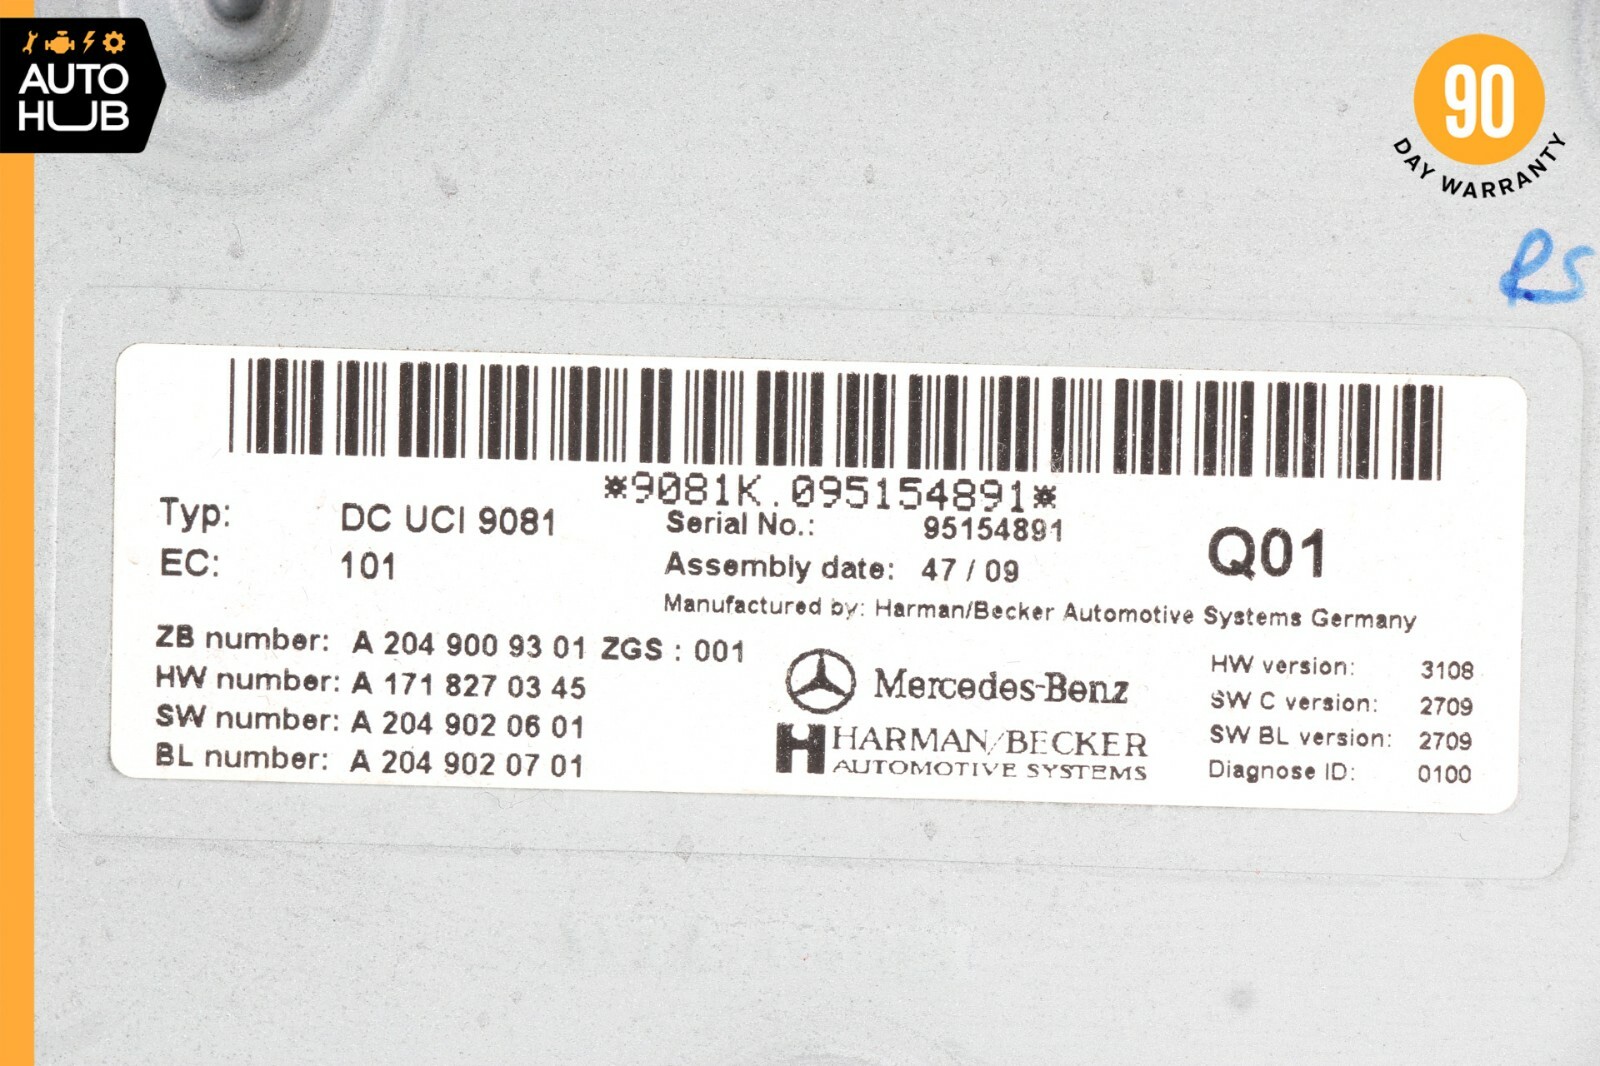 AUTO
HUB
90
DAY WARRANTY
RS
*9081K.095154891*
Typ: DC UCI 9081
Serial No.: 95154891
Q01
EC: 101
Assembly date: 47 / 09
Manufactured by: Harman/Becker Automotive Systems Germany
ZB number: A 204 900 93 01 ZGS : 001
HW number: A 171 827 03 45
SW number: A 204 902 06 01
BL number: A 204 902 07 01
Mercedes-Benz
HARMAN/BECKER
AUTOMOTIVE SYSTEMS
HW version: 3108
SW C version: 2709
SW BL version: 2709
Diagnose ID: 0100